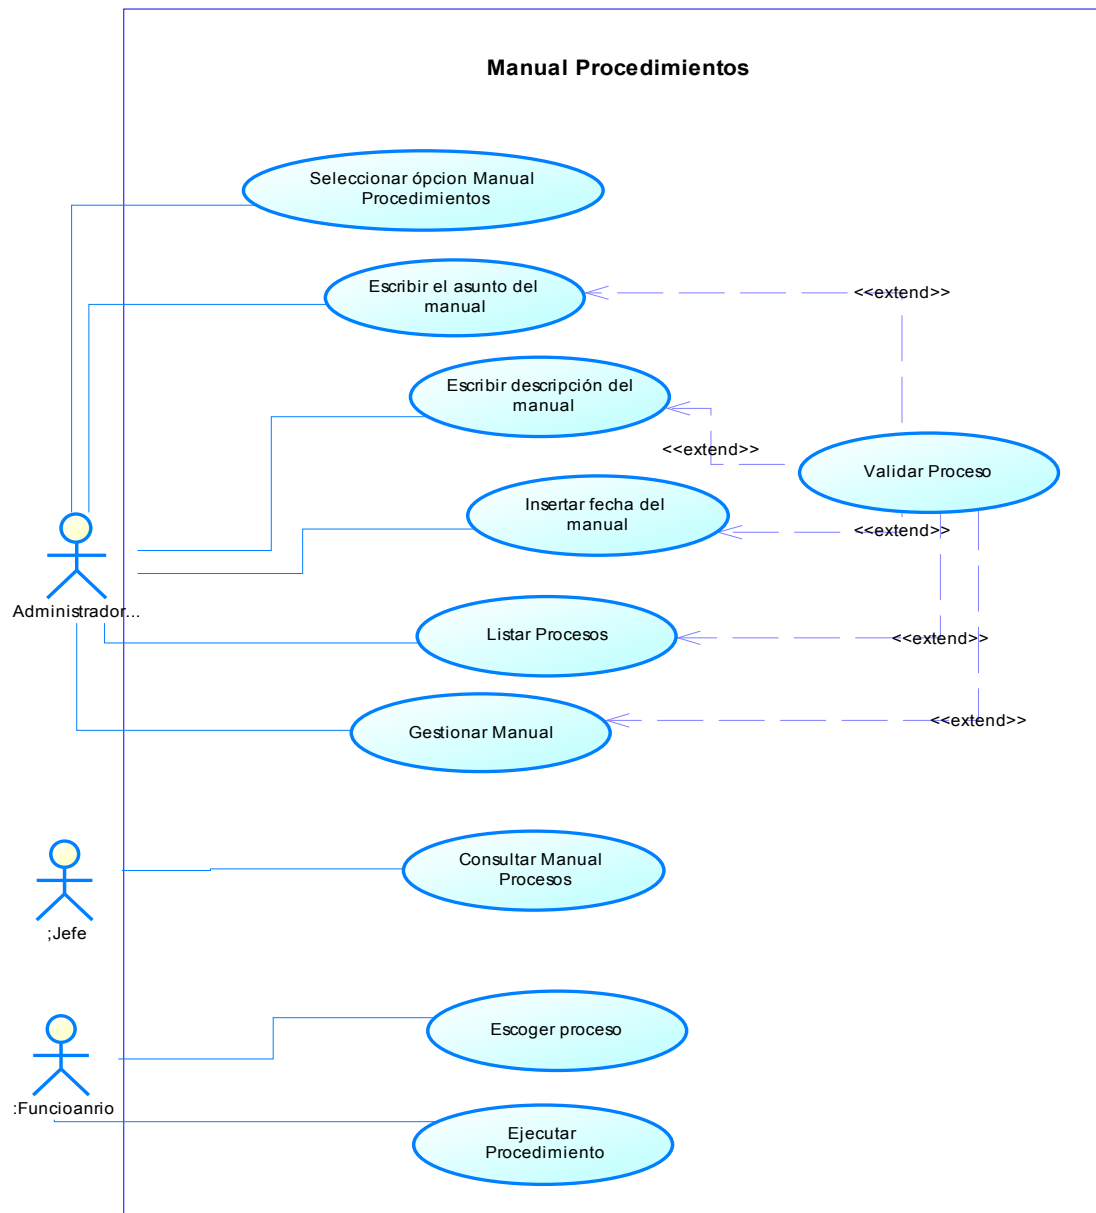 Manual Procedimientos
Seleccionar ópcion Manual
Procedimientos
Escribir el asunto del
manual
<<extend>>
Escribir descripción del
manual
<<extend>>
Validar Proceso
Insertar fecha del
manual
<<extend>>
Administrador...
Listar Procesos
<<extend>>
Gestionar Manual
<<extend>>
Consultar Manual
Procesos
;Jefe
Escoger proceso
:Funcioanrio
Ejecutar
Procedimiento